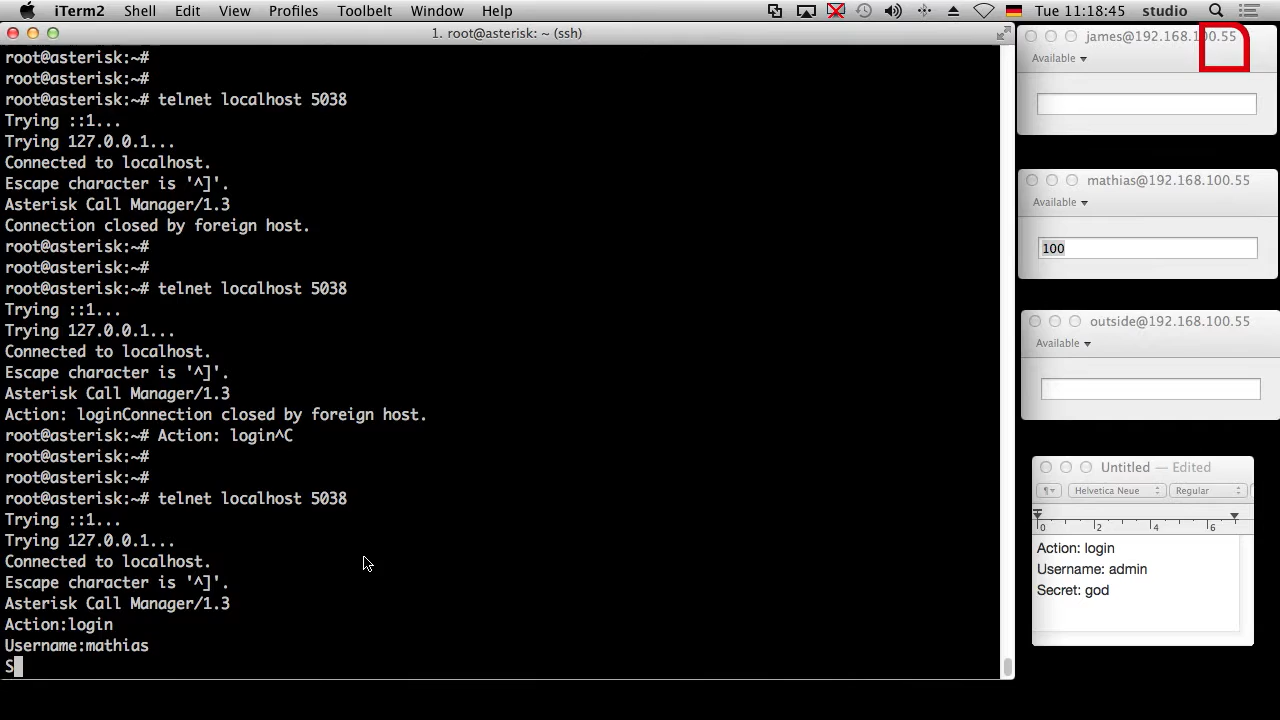 iTerm2 Shell Edit View Profiles Toolbelt Window Help Tue 11:18:45 studio
1. root@asterisk: ~ (ssh)
root@asterisk:~#
root@asterisk:~#
root@asterisk:~# telnet localhost 5038
Trying ::1...
Trying 127.0.0.1...
Connected to localhost.
Escape character is '^]'.
Asterisk Call Manager/1.3
Connection closed by foreign host.
root@asterisk:~#
root@asterisk:~#
root@asterisk:~# telnet localhost 5038
Trying ::1...
Trying 127.0.0.1...
Connected to localhost.
Escape character is '^]'.
Asterisk Call Manager/1.3
Action: loginConnection closed by foreign host.
root@asterisk:~# Action: login^C
root@asterisk:~#
root@asterisk:~#
root@asterisk:~# telnet localhost 5038
Trying ::1...
Trying 127.0.0.1...
Connected to localhost.
Escape character is '^]'.
Asterisk Call Manager/1.3
Action:login
Username:mathias
S
james@192.168.100.55
Available
mathias@192.168.100.55
Available
100
outside@192.168.100.55
Available
Untitled — Edited
Helvetica Neue Regular
0 2 4 6
Action: login
Username: admin
Secret: god